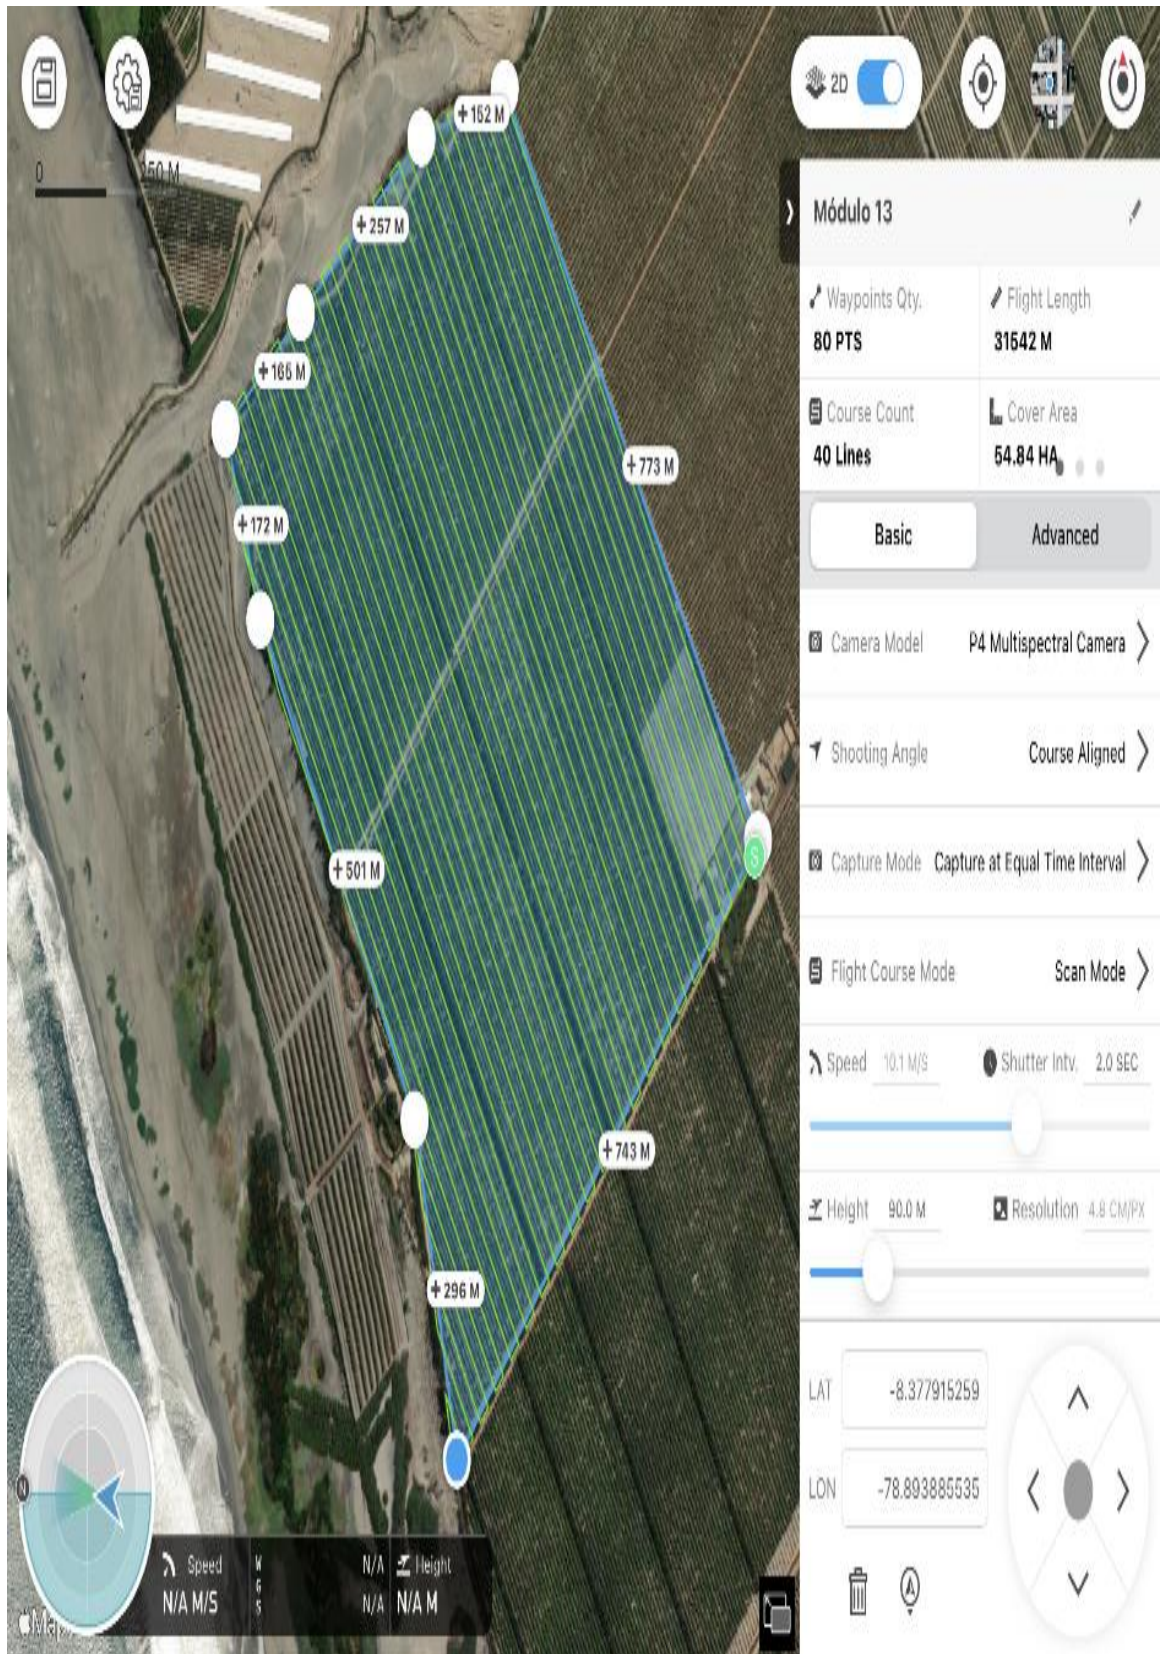 2D
0 250 M
+ 152 M
+ 257 M
+ 165 M
+ 172 M
+ 773 M
+ 501 M
+ 743 M
+ 296 M
S
N
Módulo 13
Waypoints Qty. Flight Length
80 PTS 31542 M
Course Count Cover Area
40 Lines 54.84 HA
Basic Advanced
Camera Model P4 Multispectral Camera
Shooting Angle Course Aligned
Capture Mode Capture at Equal Time Interval
Flight Course Mode Scan Mode
Speed 10.1 M/S Shutter Intv. 2.0 SEC
Height 90.0 M Resolution 4.8 CM/PX
LAT -8.377915259
LON -78.893885535
Speed N/A Height
N/A M/S N/A N/A M